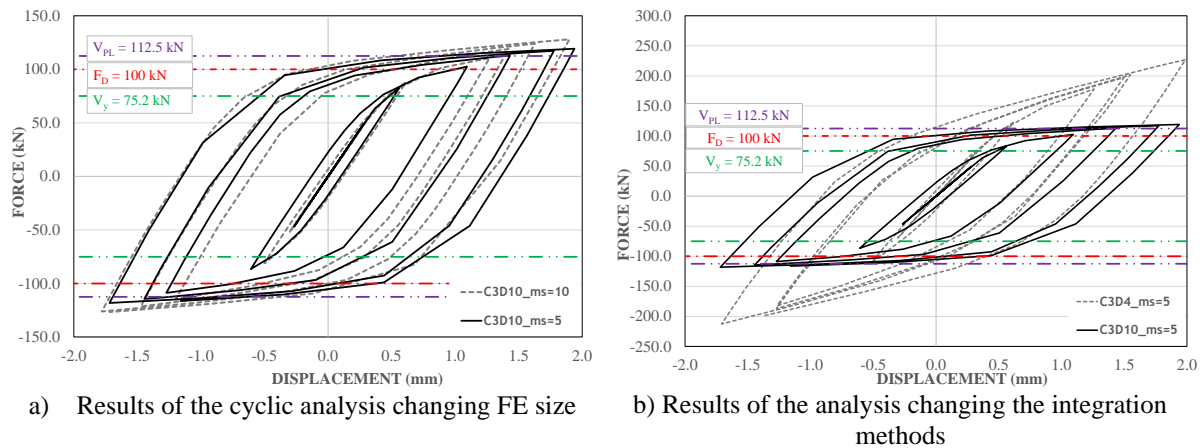 150.0
100.0
50.0
0.0
-50.0
-100.0
-150.0
FORCE (kN)
V_PL = 112.5 kN
F_D = 100 kN
V_y = 75.2 kN
C3D10_ms=10
C3D10_ms=5
-2.0 -1.5 -1.0 -0.5 0.0 0.5 1.0 1.5 2.0
DISPLACEMENT (mm)
a) Results of the cyclic analysis changing FE size
300.0
250.0
200.0
150.0
100.0
50.0
0.0
-50.0
-100.0
-150.0
-200.0
-250.0
FORCE (kN)
V_PL = 112.5 kN
F_D = 100 kN
V_y = 75.2 kN
C3D4_ms=5
C3D10_ms=5
-2.0 -1.5 -1.0 -0.5 0.0 0.5 1.0 1.5 2.0
DISPLACEMENT (mm)
b) Results of the analysis changing the integration
methods